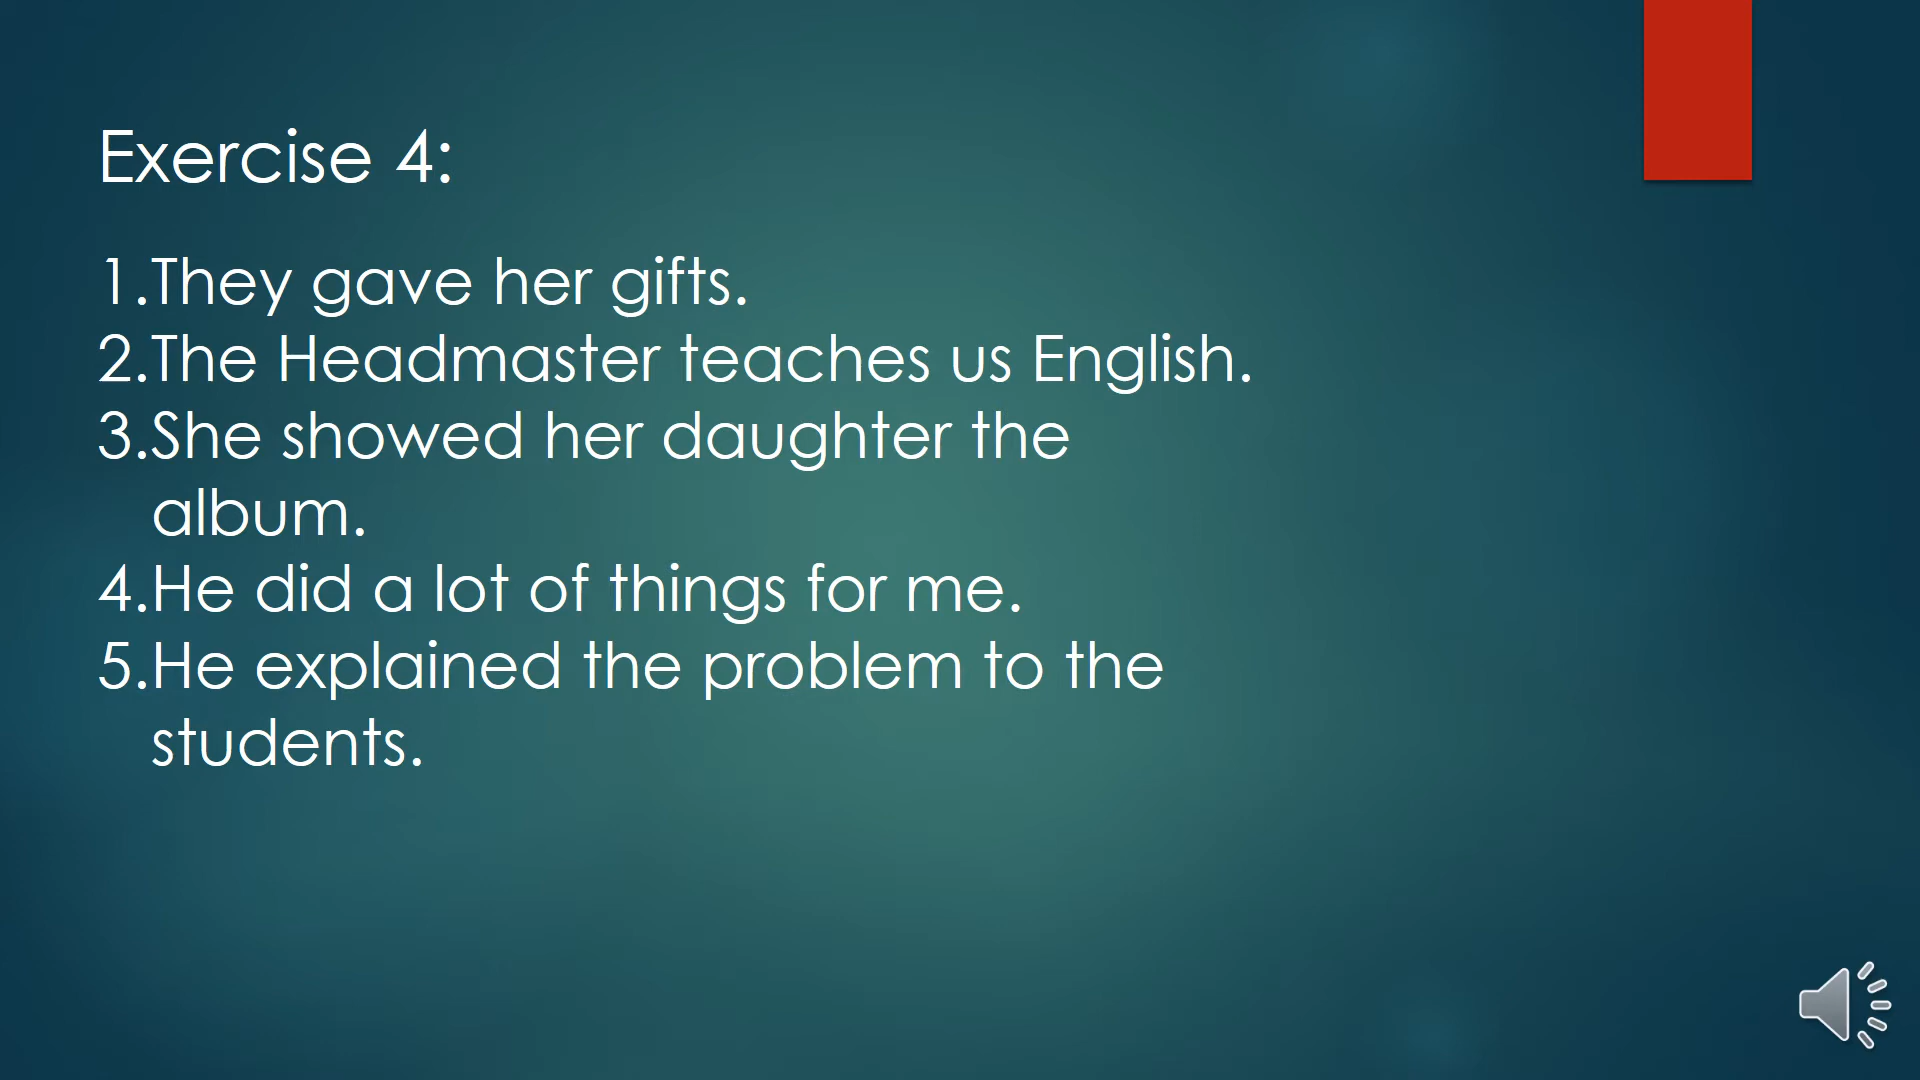 Exercise 4:
1.They gave her gifts.
2.The Headmaster teaches us English.
3.She showed her daughter the
album.
4.He did a lot of things for me.
5.He explained the problem to the
students.